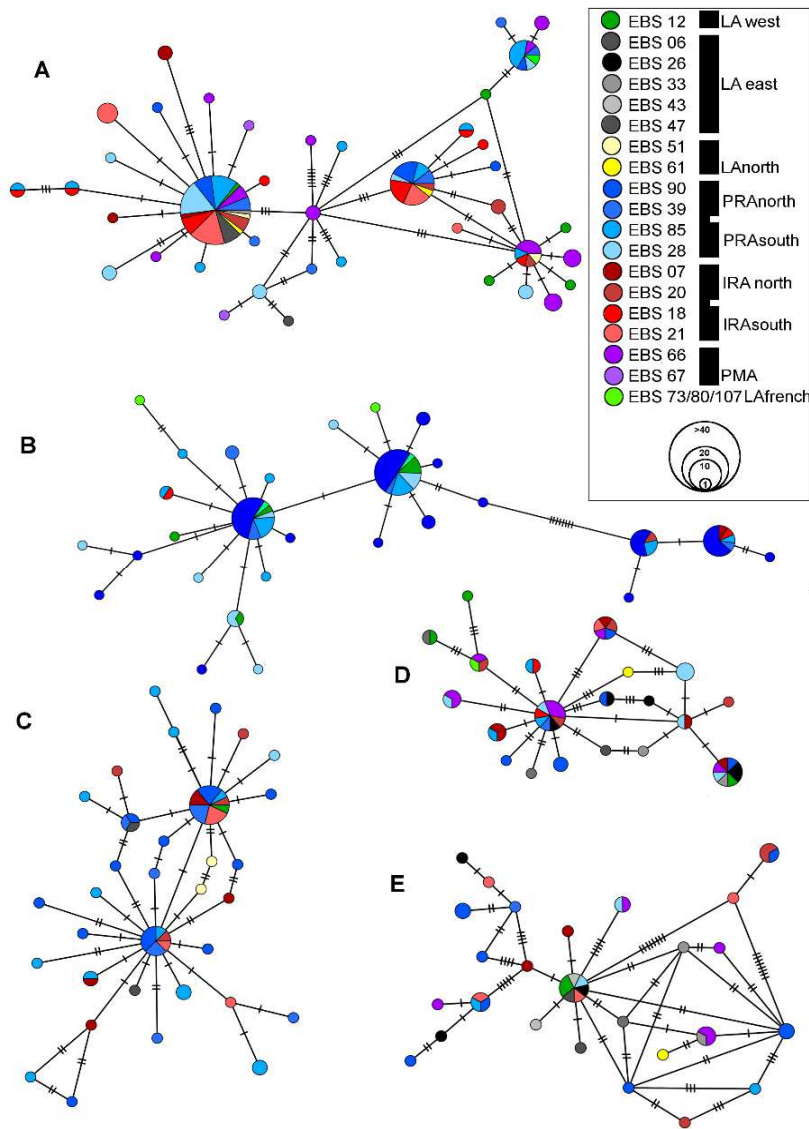 A
B
C
D
E
EBS 12 LA west
EBS 06
EBS 26
EBS 33 LA east
EBS 43
EBS 47
EBS 51
EBS 61 LAnorth
EBS 90
EBS 39 PRAnorth
EBS 85
EBS 28 PRAsouth
EBS 07
EBS 20 IRA north
EBS 18
EBS 21 IRAsouth
EBS 66
EBS 67 PMA
EBS 73/80/107 LAfrench
>40
20
10
1